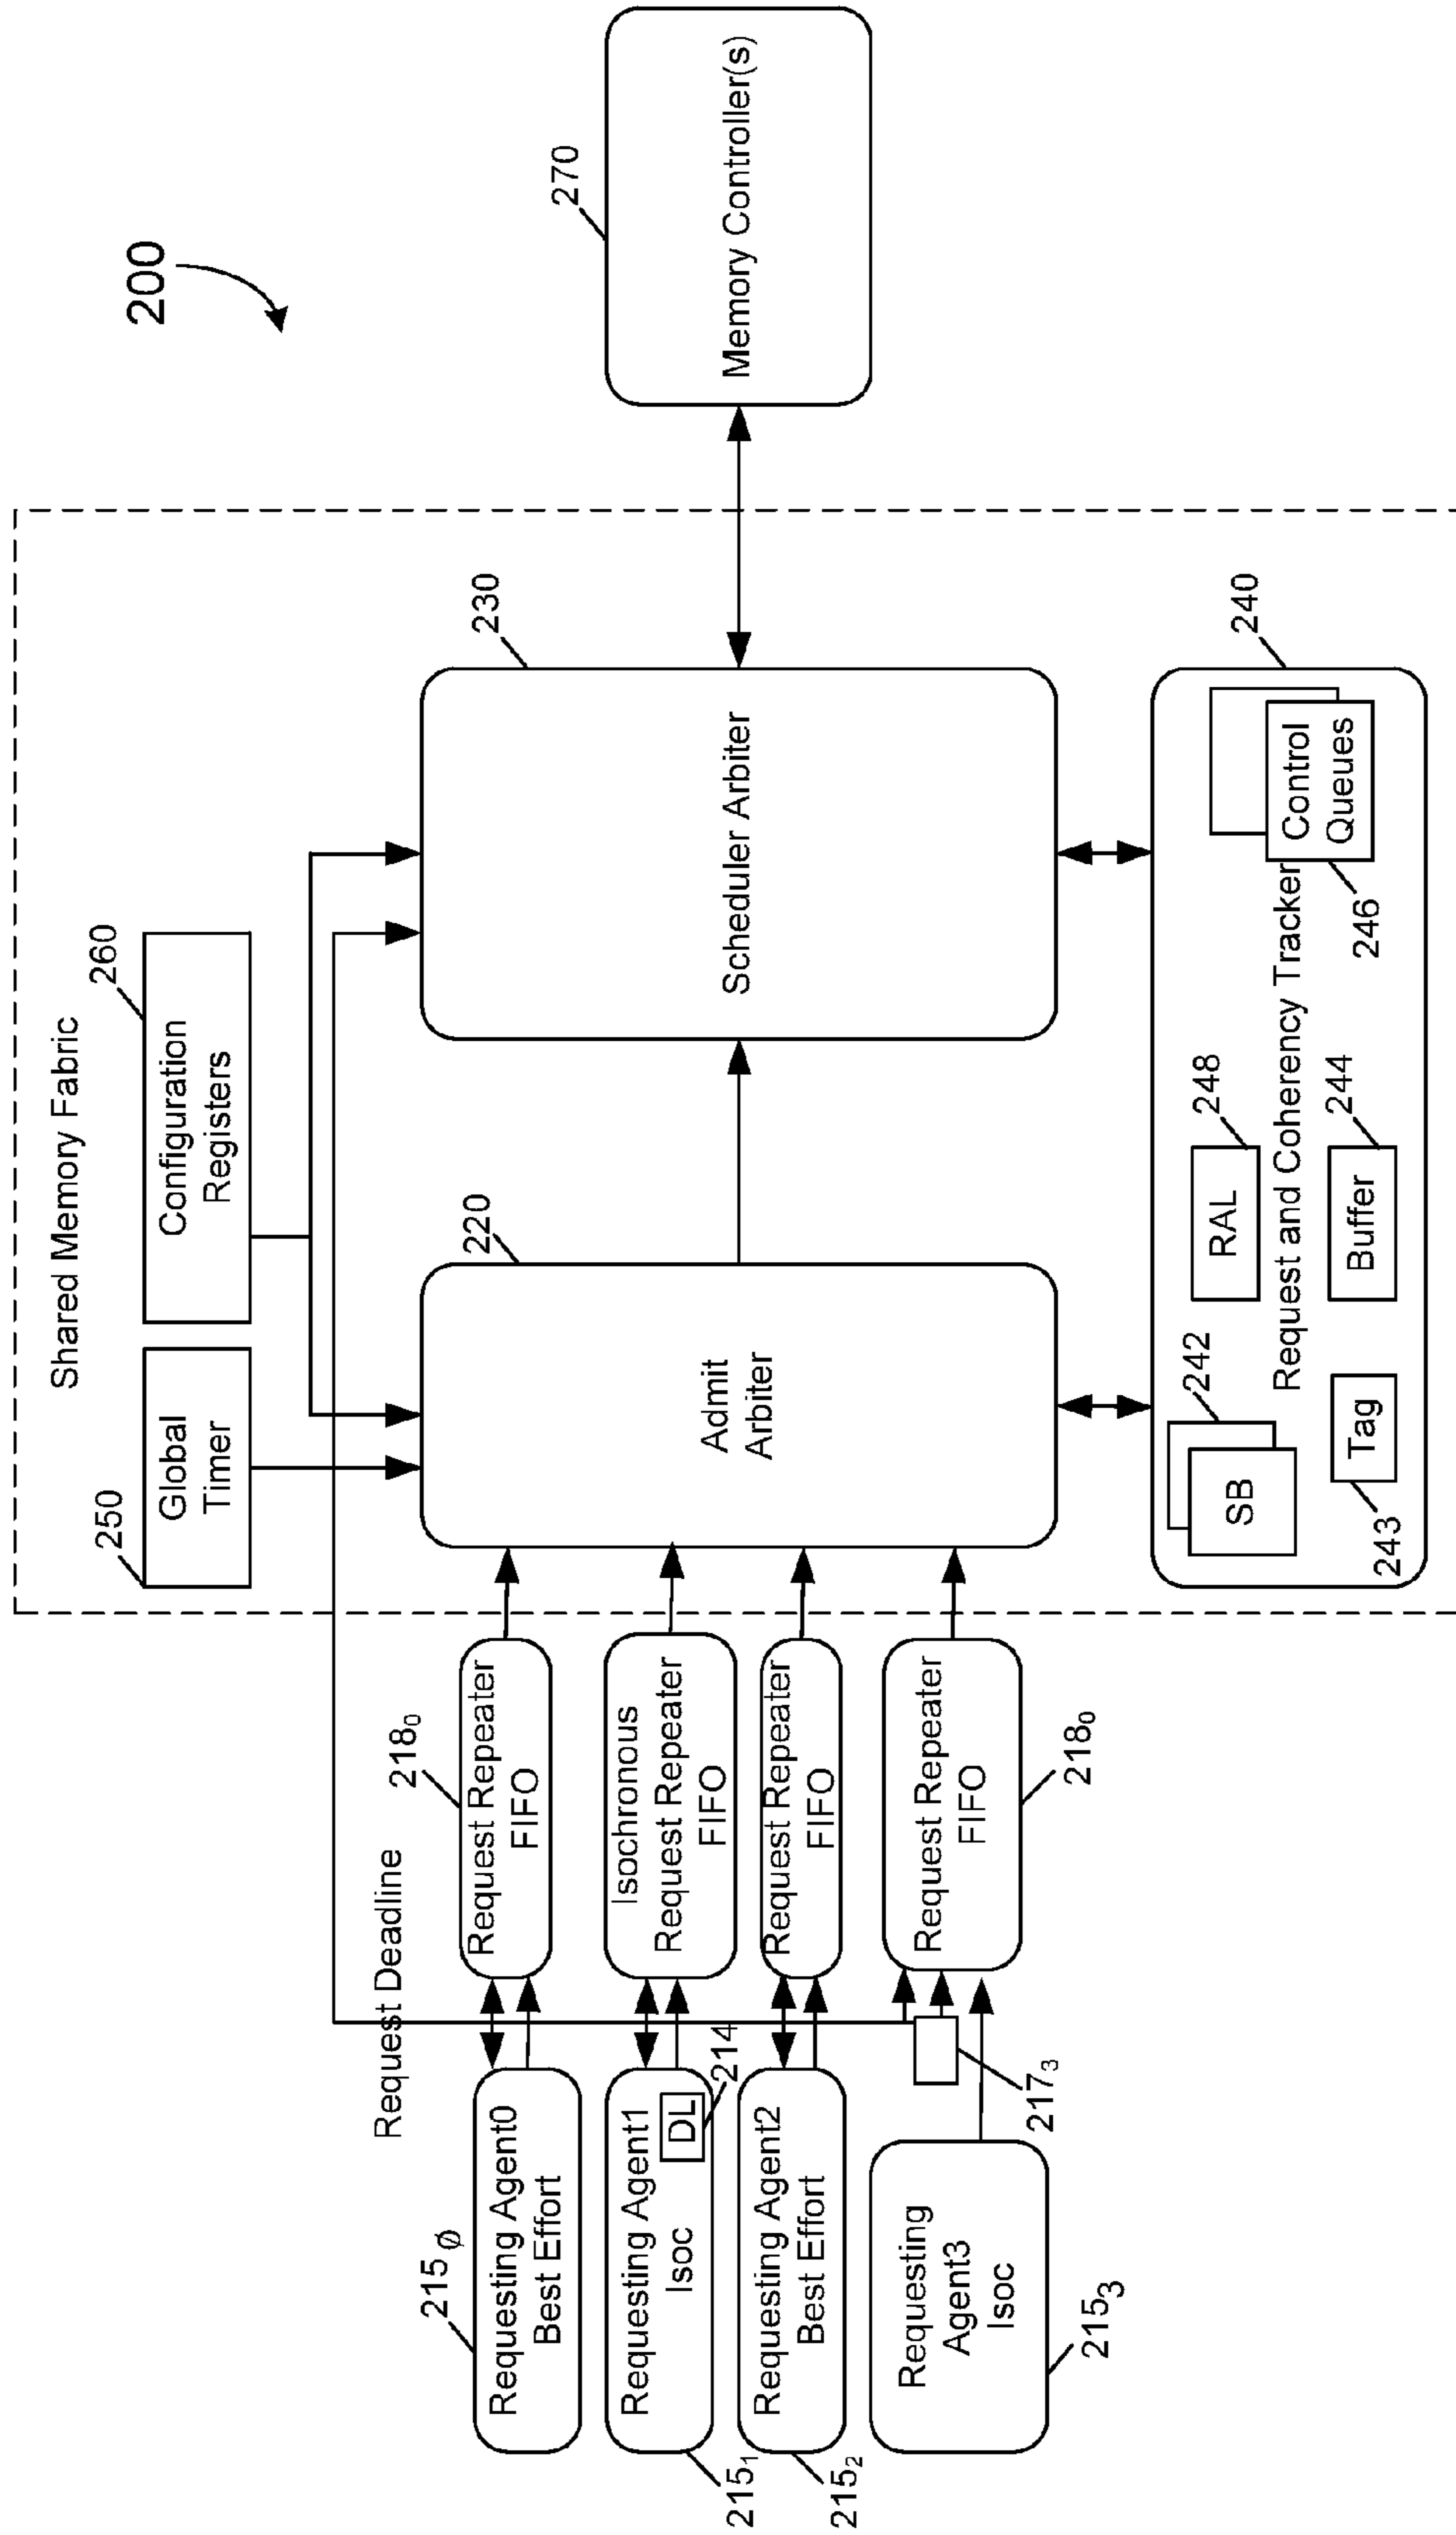 200
Shared Memory Fabric
250
Global
Timer
260
Configuration
Registers
Request Deadline
215 ϕ
Requesting Agent0
Best Effort
218₀
Request Repeater
FIFO
215₁
Requesting Agent1
Isoc
DL
214
Isochronous
Request Repeater
FIFO
215₂
Requesting Agent2
Best Effort
Request Repeater
FIFO
215₃
Requesting
Agent3
Isoc
217₃
Request Repeater
FIFO
218₀
220
Admit
Arbiter
230
Scheduler Arbiter
270
Memory Controller(s)
240
242
SB
243
Tag
248
RAL
Request and Coherency Tracker
244
Buffer
Control
Queues
246